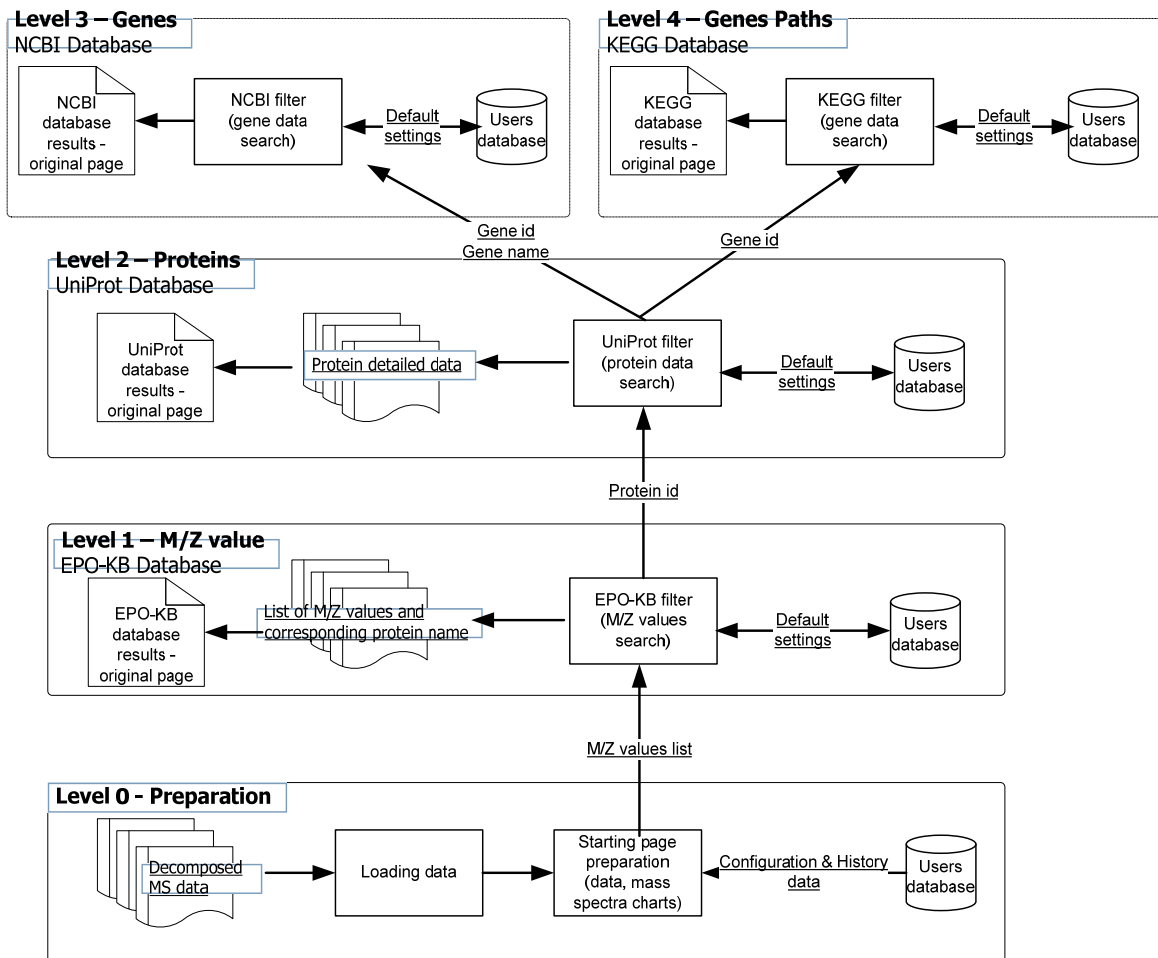 Level 3 – Genes
NCBI Database
NCBI
database
results -
original page
NCBI filter
(gene data
search)
Default
settings
Users
database
Level 4 – Genes Paths
KEGG Database
KEGG
database
results -
original page
KEGG filter
(gene data
search)
Default
settings
Users
database
Gene id
Gene name
Gene id
Level 2 – Proteins
UniProt Database
UniProt
database
results -
original page
Protein detailed data
UniProt filter
(protein data
search)
Default
settings
Users
database
Protein id
Level 1 – M/Z value
EPO-KB Database
EPO-KB
database
results -
original page
List of M/Z values and
corresponding protein name
EPO-KB filter
(M/Z values
search)
Default
settings
Users
database
M/Z values list
Level 0 - Preparation
Decomposed
MS data
Loading data
Starting page
preparation
(data, mass
spectra charts)
Configuration & History
data
Users
database